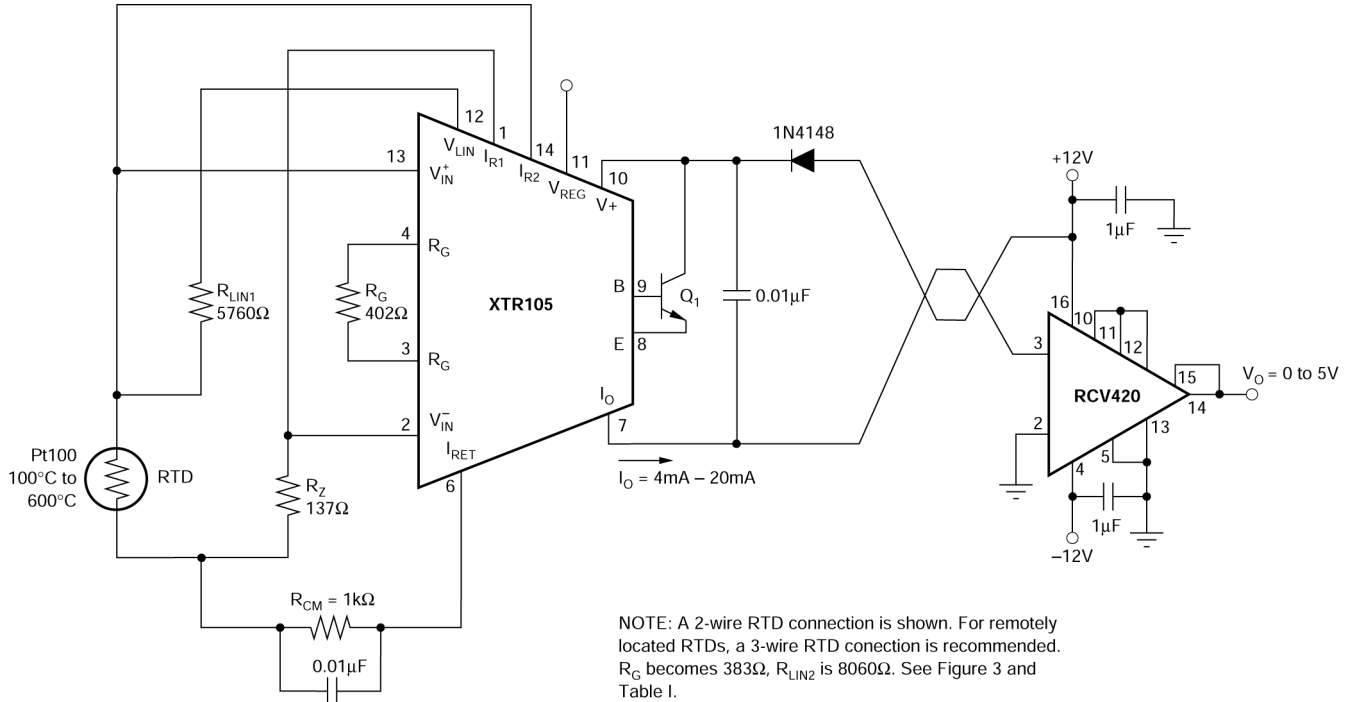 12
1
14
11
10
13
V_LIN
I_R1
I_R2
V_REG
V+
V⁺_IN
4
R_G
R_G
402Ω
3
R_G
XTR105
B
9
Q₁
E
8
0.01µF
I_O
7
I_O = 4mA – 20mA
2
V⁻_IN
I_RET
6
R_LIN1
5760Ω
Pt100
100°C to
600°C
RTD
R_Z
137Ω
R_CM = 1kΩ
0.01µF
1N4148
+12V
1µF
16
10
11
12
3
15
RCV420
14
V_O = 0 to 5V
2
13
5
4
1µF
–12V
NOTE: A 2-wire RTD connection is shown. For remotely
located RTDs, a 3-wire RTD conection is recommended.
R_G becomes 383Ω, R_LIN2 is 8060Ω. See Figure 3 and
Table I.